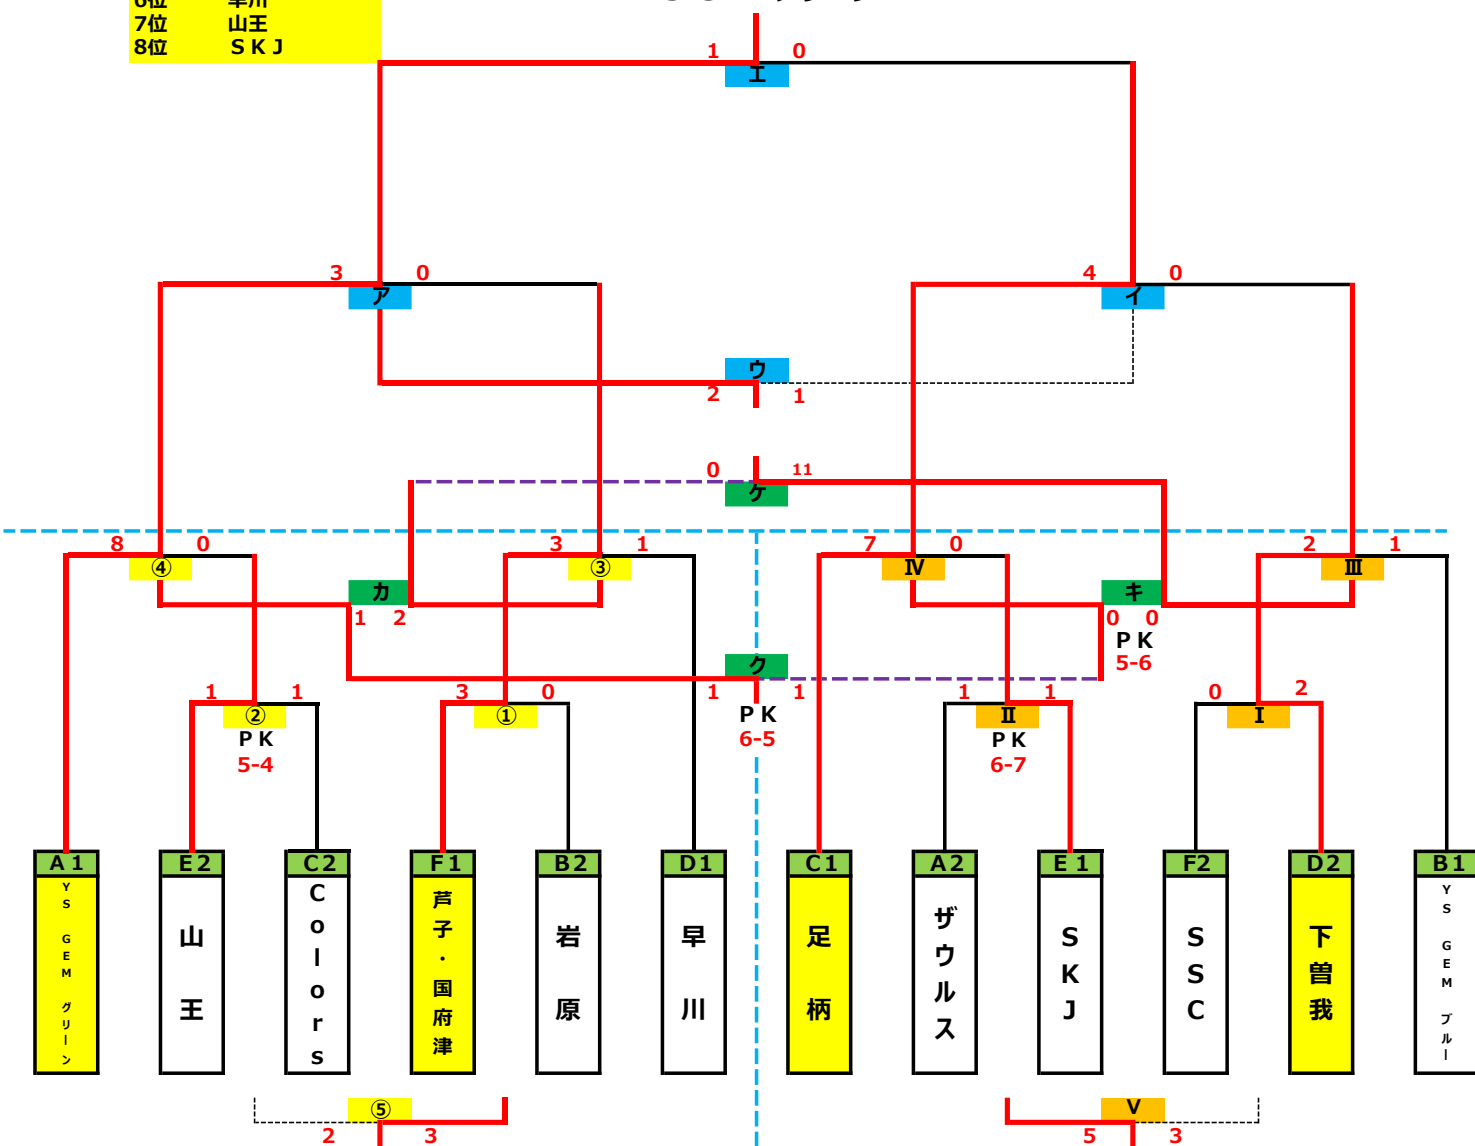 7位 山王
8位 ＳＫＪ
1 0
エ
3 0
ア
4 0
イ
ウ
2 1
0 11
ケ
8 0
④
3 1
③
7 0
Ⅳ
2 1
Ⅲ
カ
1 2
キ
0 0
ＰＫ
5-6
ク
1 1
ＰＫ
6-5
1 1
②
ＰＫ
5-4
3 0
①
1 1
Ⅱ
ＰＫ
6-7
0 2
Ⅰ
A1
E2
C2
F1
B2
D1
C1
A2
E1
F2
D2
B1
YS GEM グリーン
山王
Colors
芦子・国府津
岩原
早川
足柄
ザウルス
SKJ
SSC
下曽我
YS GEM ブルー
⑤
2 3
Ⅴ
5 3